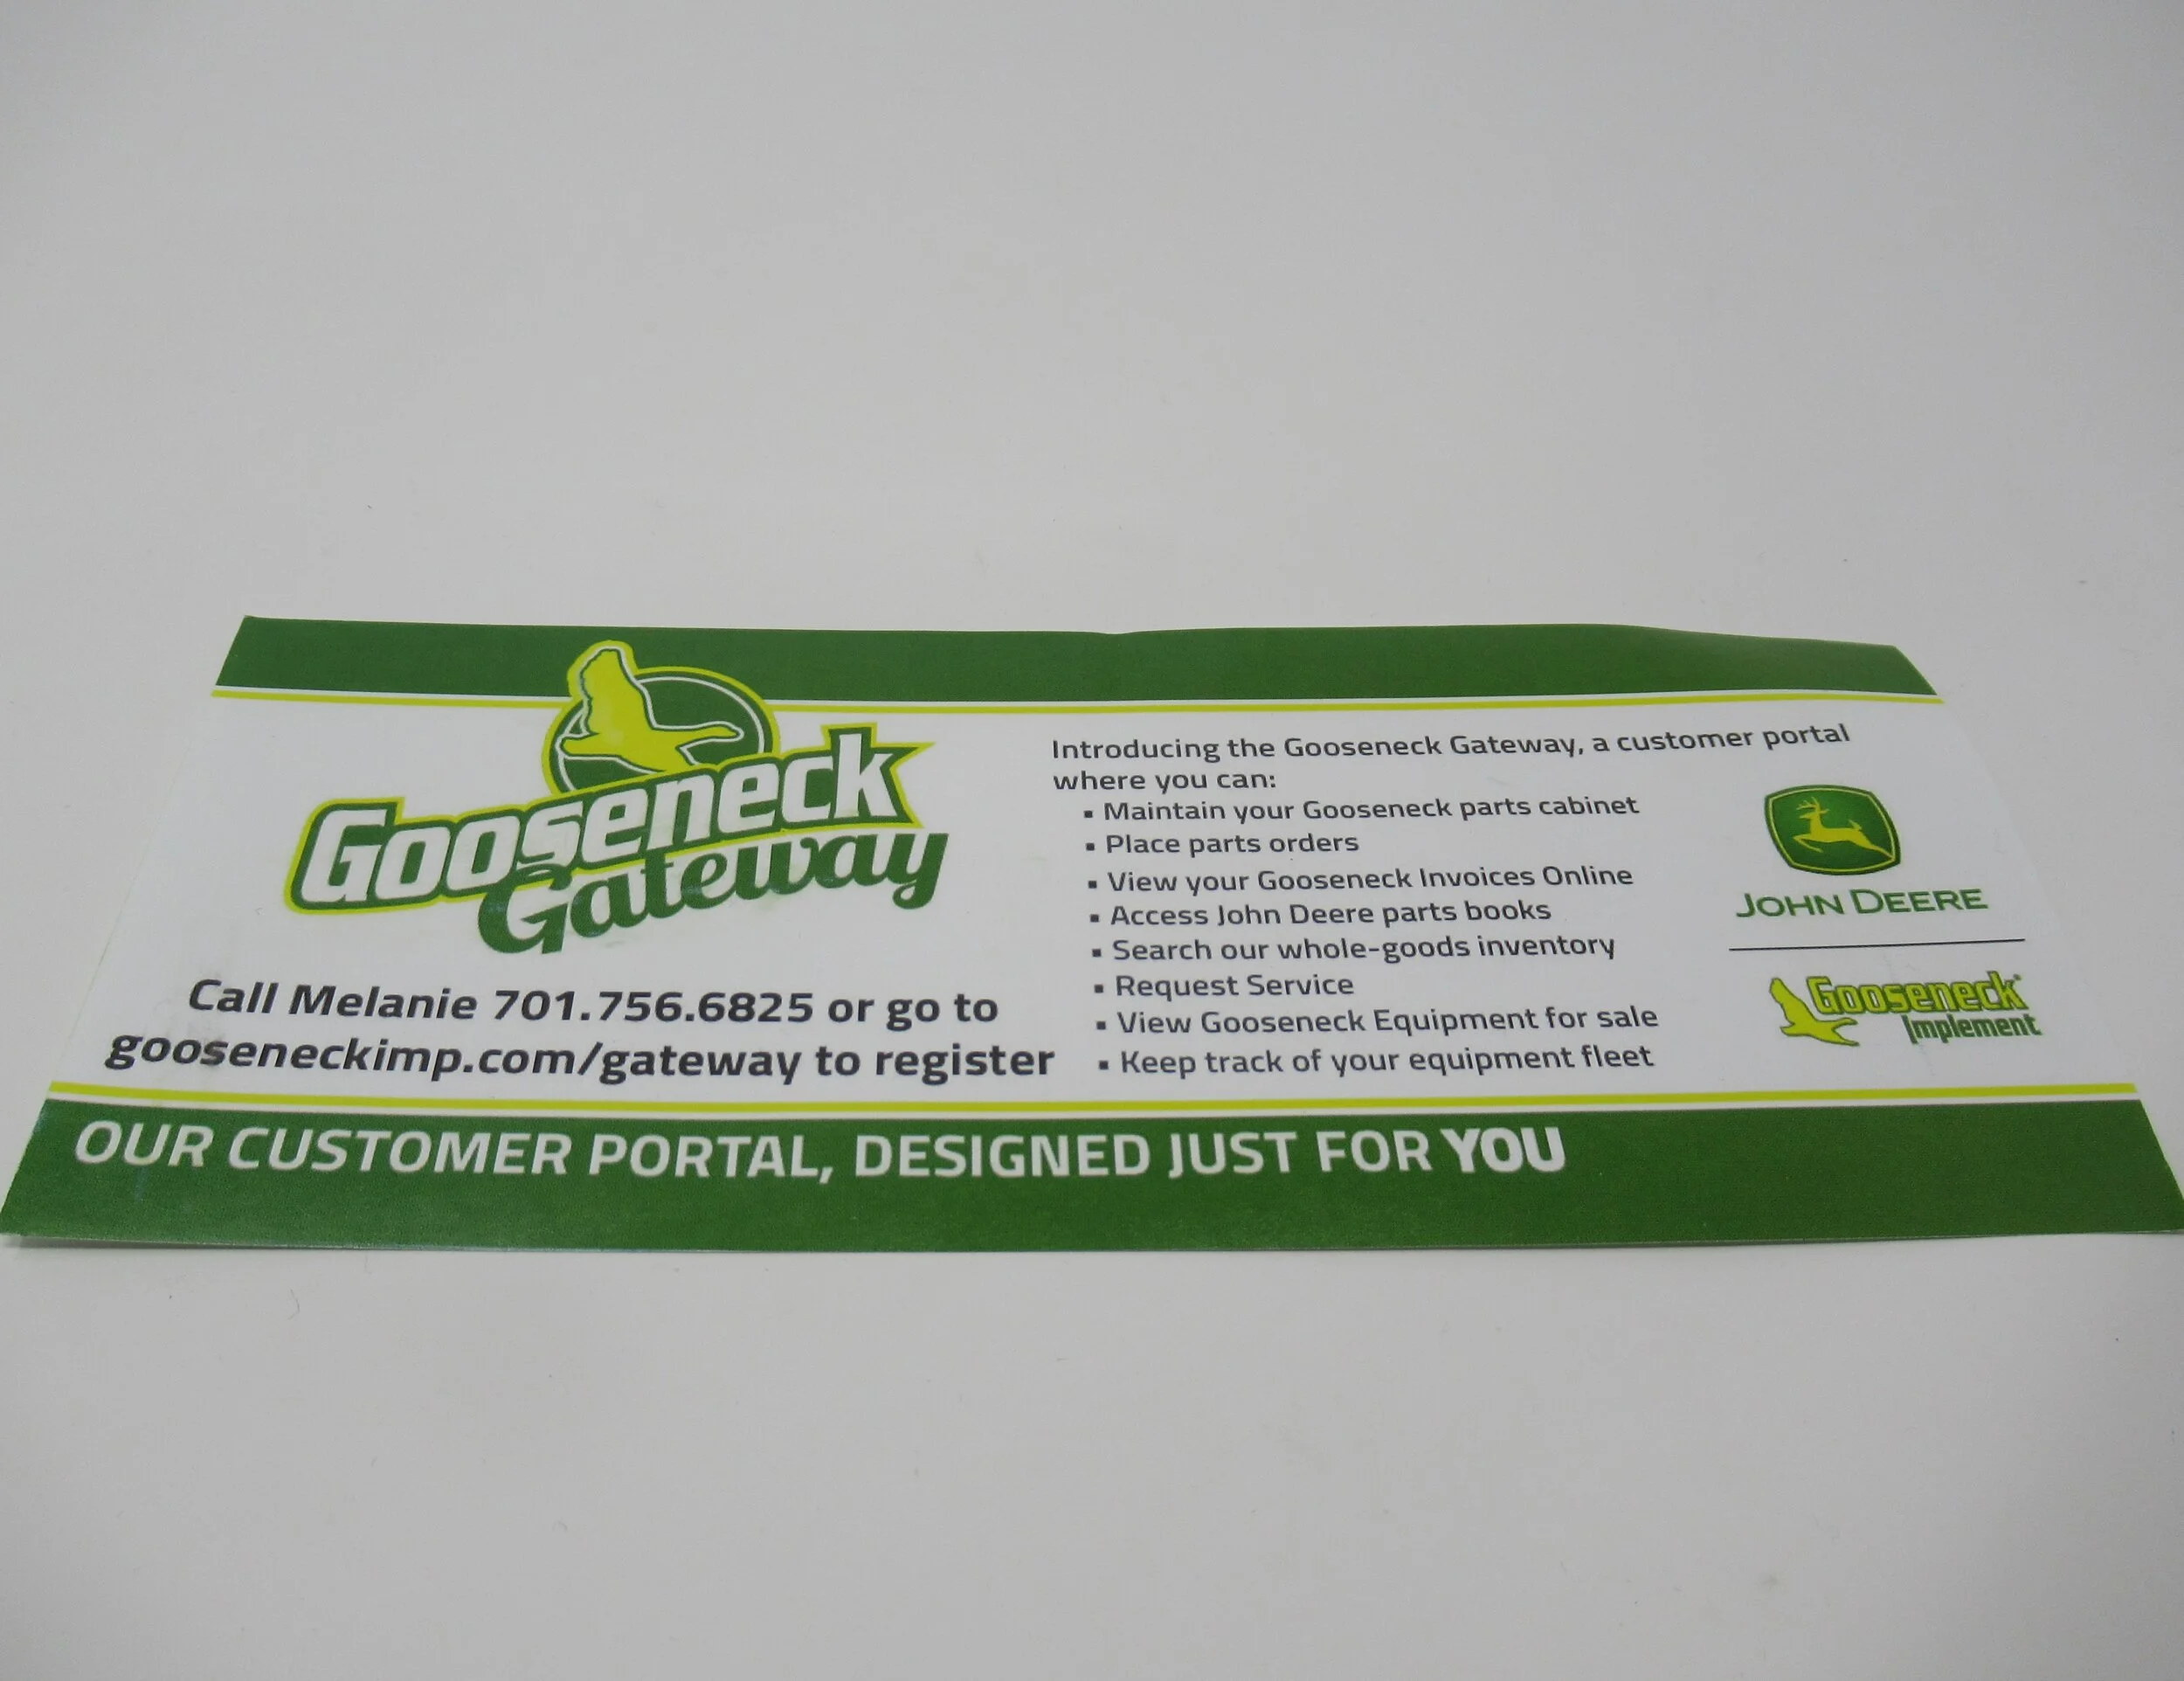 Gooseneck
Gateway
Call Melanie 701.756.6825 or go to
gooseneckimp.com/gateway to register
Introducing the Gooseneck Gateway, a customer portal
where you can:
▪ Maintain your Gooseneck parts cabinet
▪ Place parts orders
▪ View your Gooseneck Invoices Online
▪ Access John Deere parts books
▪ Search our whole-goods inventory
▪ Request Service
▪ View Gooseneck Equipment for sale
▪ Keep track of your equipment fleet
JOHN DEERE
Gooseneck
Implement
OUR CUSTOMER PORTAL, DESIGNED JUST FOR YOU